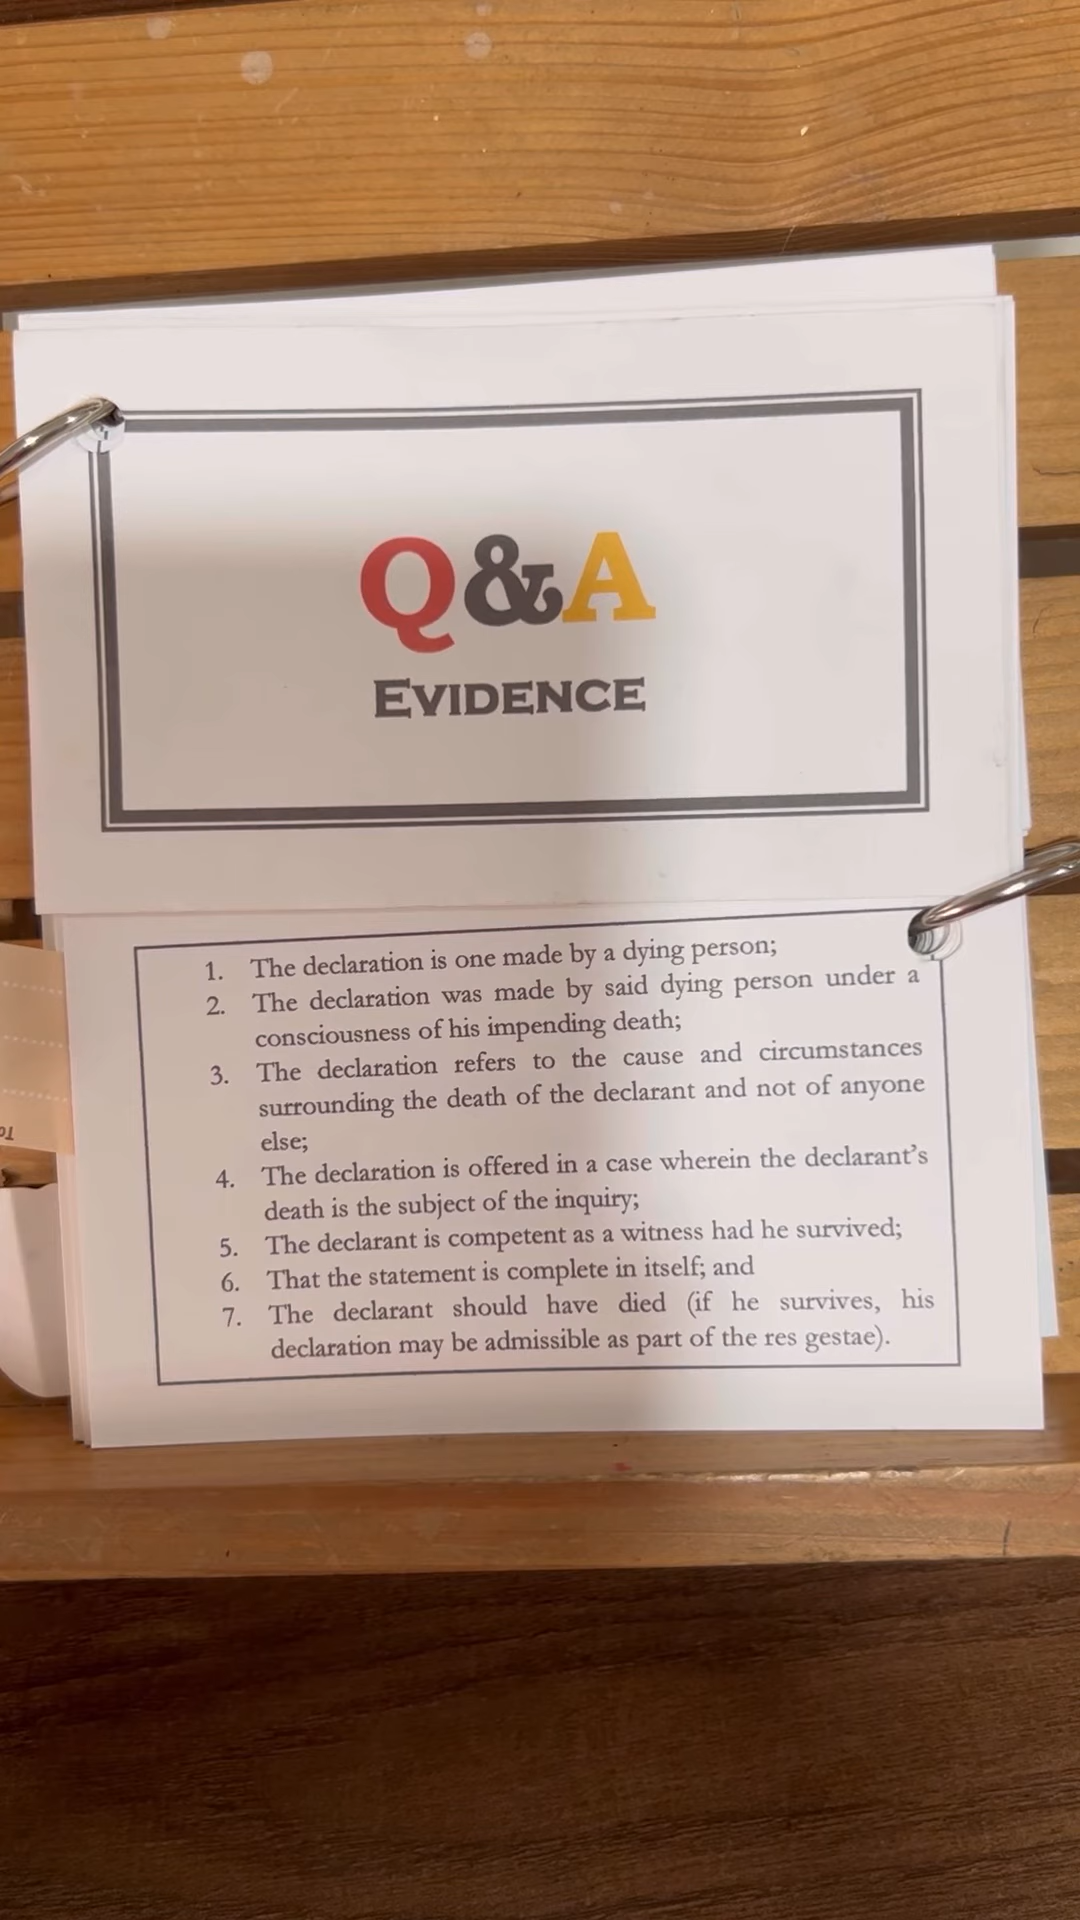 Q&A
EVIDENCE
1. The declaration is one made by a dying person;
2. The declaration was made by said dying person under a
consciousness of his impending death;
3. The declaration refers to the cause and circumstances
surrounding the death of the declarant and not of anyone
else;
4. The declaration is offered in a case wherein the declarant's
death is the subject of the inquiry;
5. The declarant is competent as a witness had he survived;
6. That the statement is complete in itself; and
7. The declarant should have died (if he survives, his
declaration may be admissible as part of the res gestae).
To